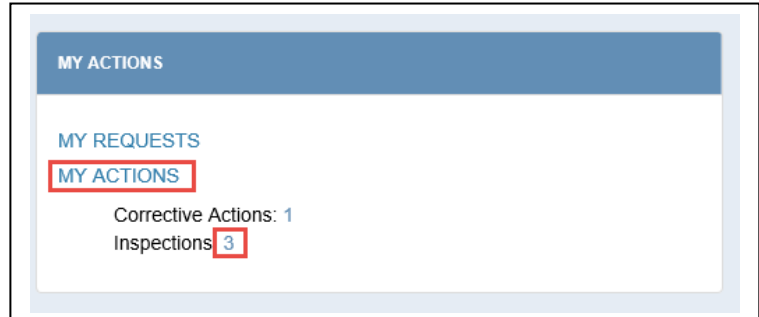 MY ACTIONS
MY REQUESTS
MY ACTIONS
Corrective Actions: 1
Inspections 3